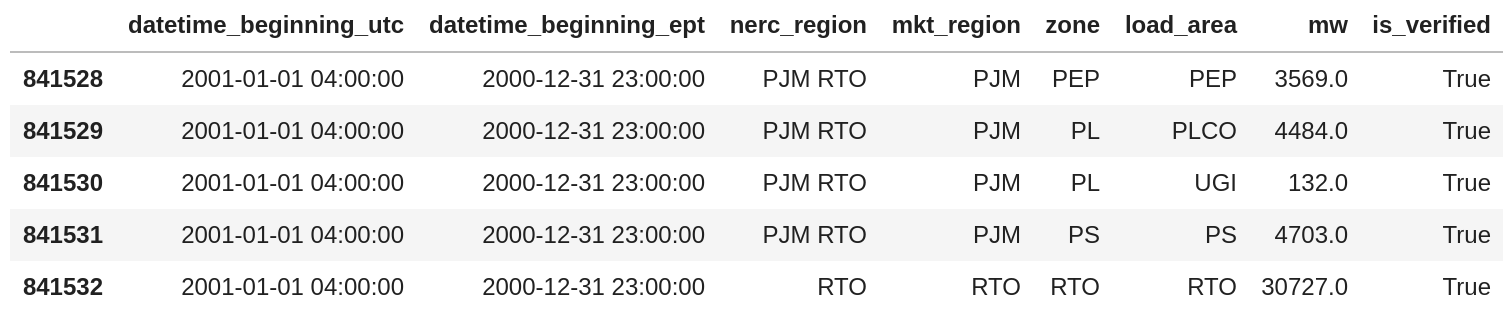 datetime_beginning_utc datetime_beginning_ept nerc_region mkt_region zone load_area mw is_verified
841528 2001-01-01 04:00:00 2000-12-31 23:00:00 PJM RTO PJM PEP PEP 3569.0 True
841529 2001-01-01 04:00:00 2000-12-31 23:00:00 PJM RTO PJM PL PLCO 4484.0 True
841530 2001-01-01 04:00:00 2000-12-31 23:00:00 PJM RTO PJM PL UGI 132.0 True
841531 2001-01-01 04:00:00 2000-12-31 23:00:00 PJM RTO PJM PS PS 4703.0 True
841532 2001-01-01 04:00:00 2000-12-31 23:00:00 RTO RTO RTO RTO 30727.0 True